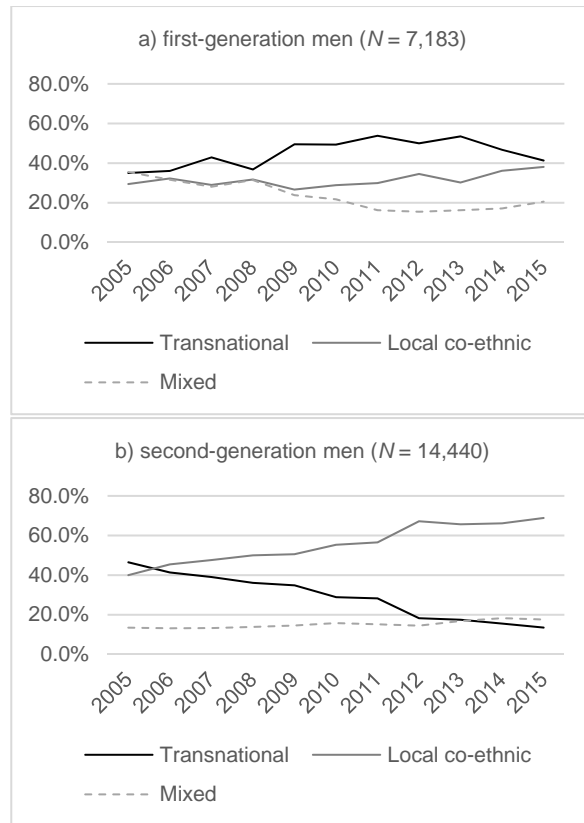 a) first-generation men (N = 7,183)
80.0%
60.0%
40.0%
20.0%
0.0%
2005 2006 2007 2008 2009 2010 2011 2012 2013 2014 2015
Transnational Local co-ethnic
Mixed
b) second-generation men (N = 14,440)
80.0%
60.0%
40.0%
20.0%
0.0%
2005 2006 2007 2008 2009 2010 2011 2012 2013 2014 2015
Transnational Local co-ethnic
Mixed